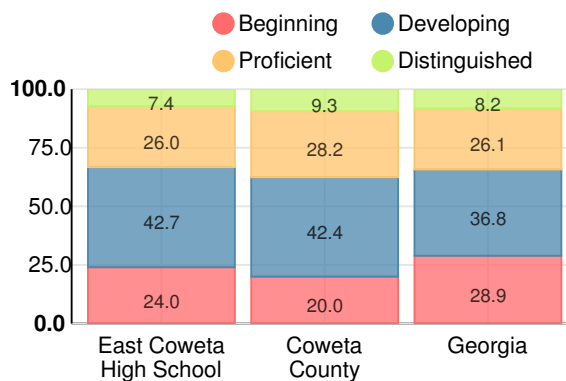 Beginning
Developing
Proficient
Distinguished
100.0
75.0
50.0
25.0
0.0
7.4
9.3
8.2
26.0
28.2
26.1
42.7
42.4
36.8
24.0
20.0
28.9
East Coweta
High School
Coweta
County
Georgia